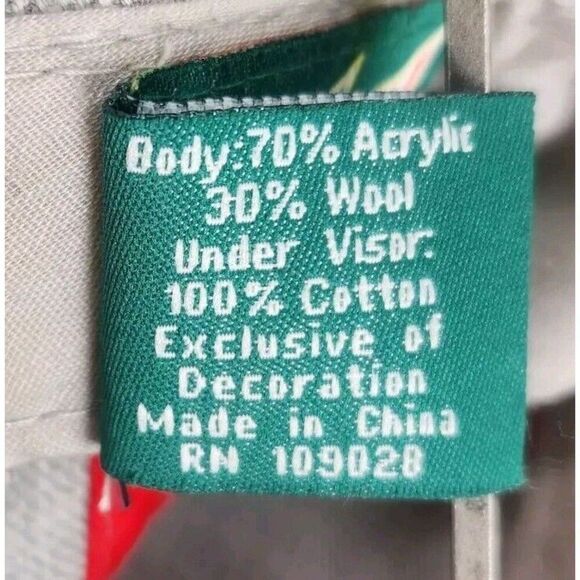 Body: 70% Acrylic
30% Wool
Under Visor:
100% Cotton
Exclusive of
Decoration
Made in China
RN 109028